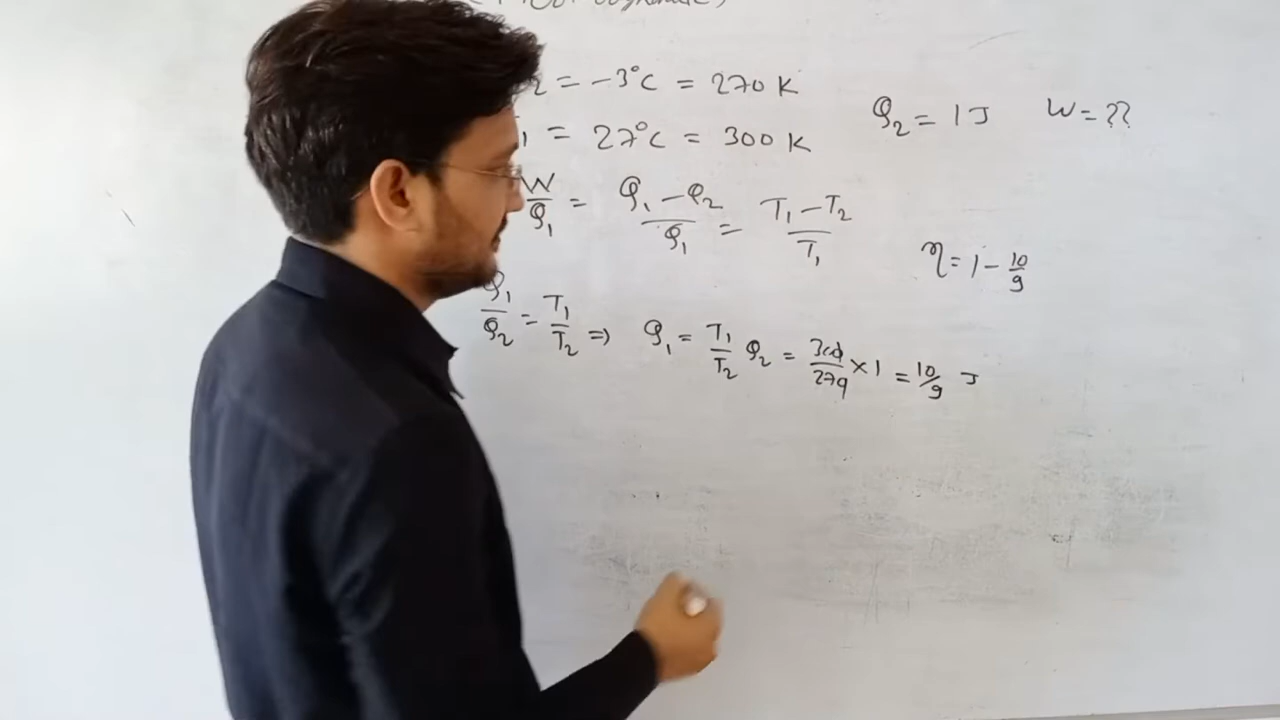 2 = -3°C = 270 K
1 = 27°C = 300 K
Q₂ = 1 J W = ??
W/Q₁ = (Q₁ - Q₂)/Q₁ = (T₁ - T₂)/T₁
η = 1 - 10/9
Q₁/Q₂ = T₁/T₂ ⇒ Q₁ = T₁/T₂ Q₂ = 300/270 × 1 = 10/9 J